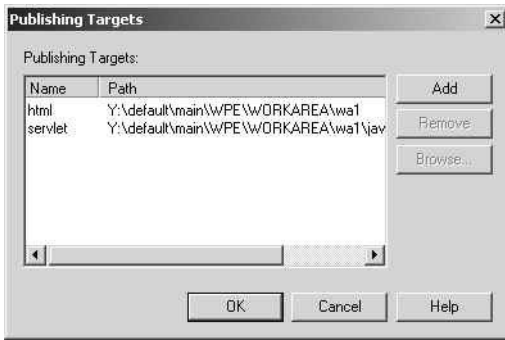 Publishing Targets
Publishing Targets:
Name Path
Add
html Y:\default\main\WPE\WORKAREA\wa1
servlet Y:\default\main\WPE\WORKAREA\wa1\jav
Remove
Browse...
OK Cancel Help